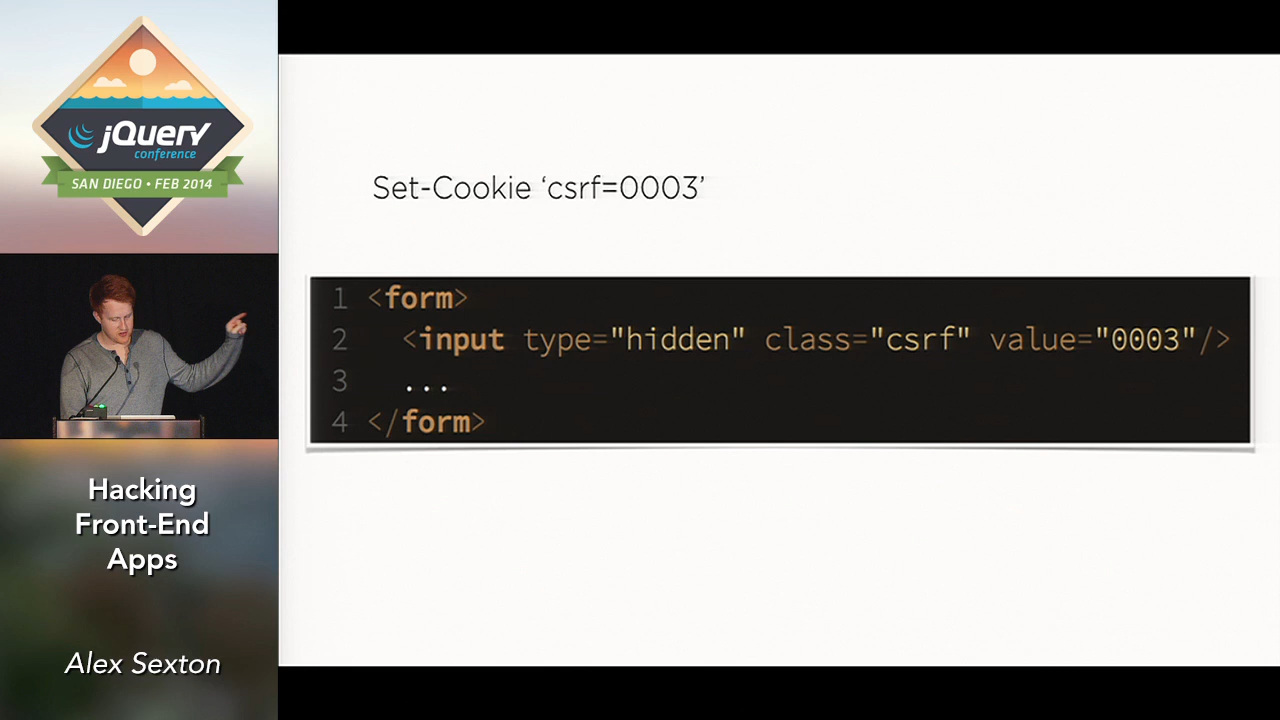 jQuery
conference
SAN DIEGO • FEB 2014
Hacking
Front-End
Apps
Alex Sexton
Set-Cookie ‘csrf=0003’
1 <form>
2 <input type="hidden" class="csrf" value="0003"/>
3 ...
4 </form>